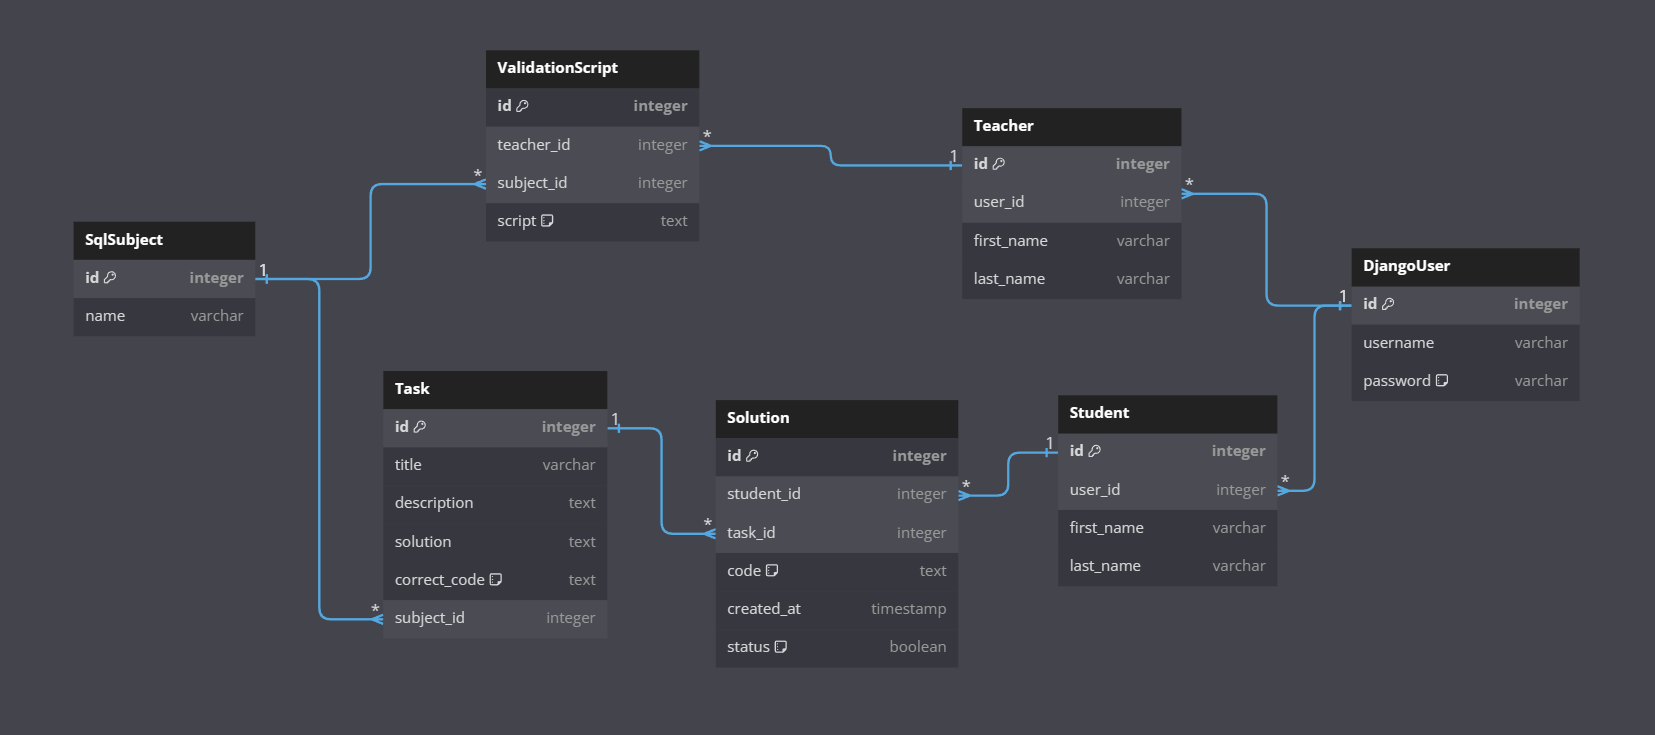 ValidationScript
id integer
teacher_id integer
subject_id integer
script text
*
*
Teacher
id integer
user_id integer
first_name varchar
last_name varchar
1
*
SqlSubject
id integer
name varchar
1
DjangoUser
id integer
username varchar
password varchar
1
Task
id integer
title varchar
description text
solution text
correct_code text
subject_id integer
1
*
Solution
id integer
student_id integer
task_id integer
code text
created_at timestamp
status boolean
*
*
Student
id integer
user_id integer
first_name varchar
last_name varchar
1
*